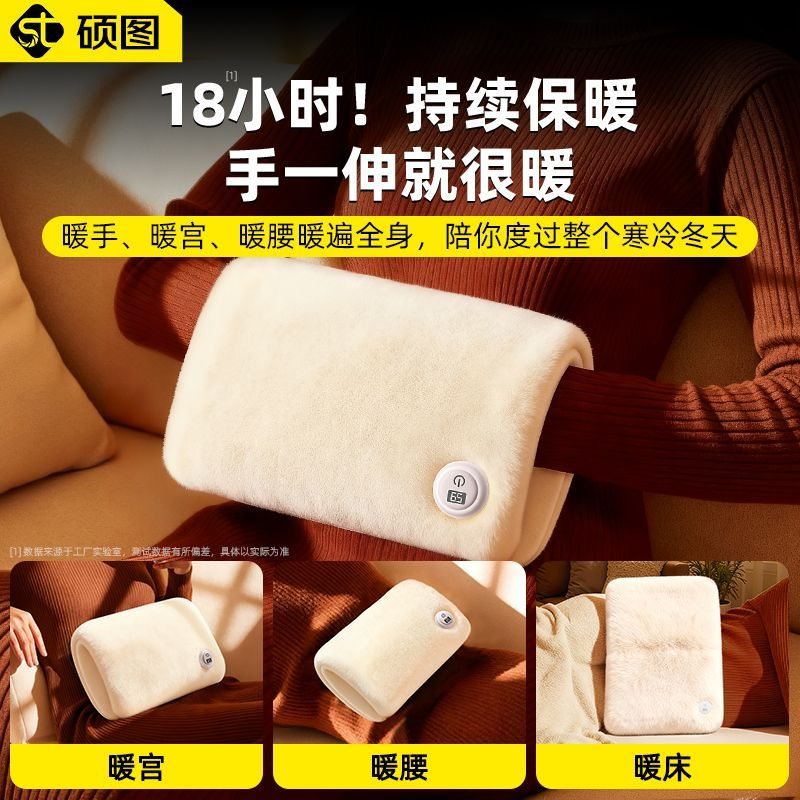 ST 硕图
[1]
18小时！持续保暖
手一伸就很暖
暖手、暖宫、暖腰暖遍全身，陪你度过整个寒冷冬天
65
[1]数据来源于工厂实验室，测试数据有所偏差，具体以实际为准
暖宫
暖腰
暖床